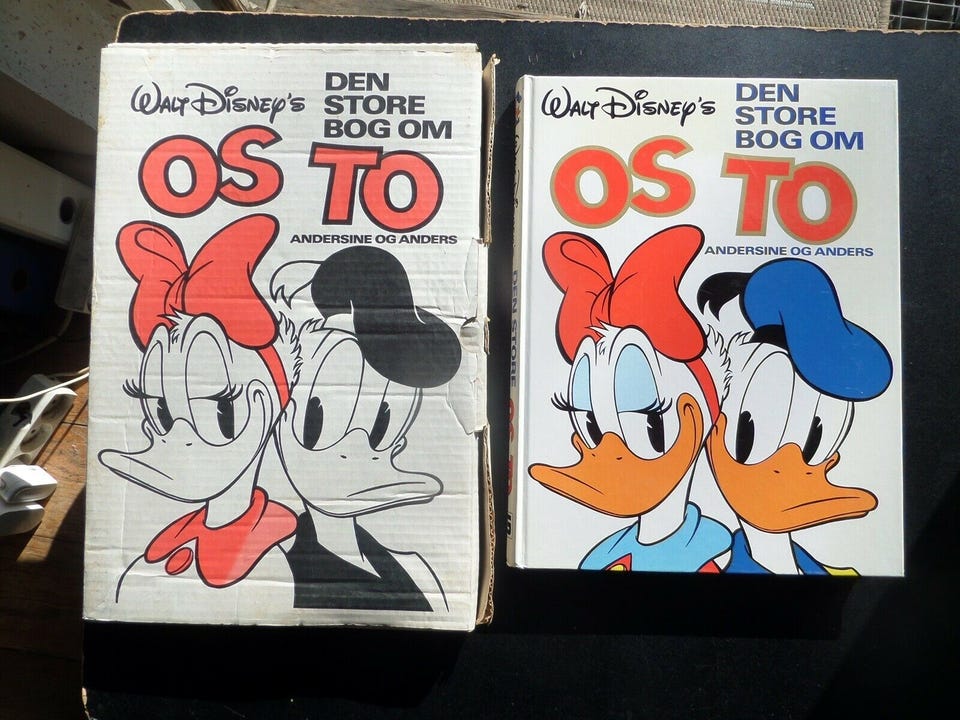 WALT DISNEY'S
DEN
STORE
BOG OM
OS TO
ANDERSINE OG ANDERS
WALT DISNEY'S
DEN
STORE
BOG OM
OS TO
ANDERSINE OG ANDERS
DEN STORE